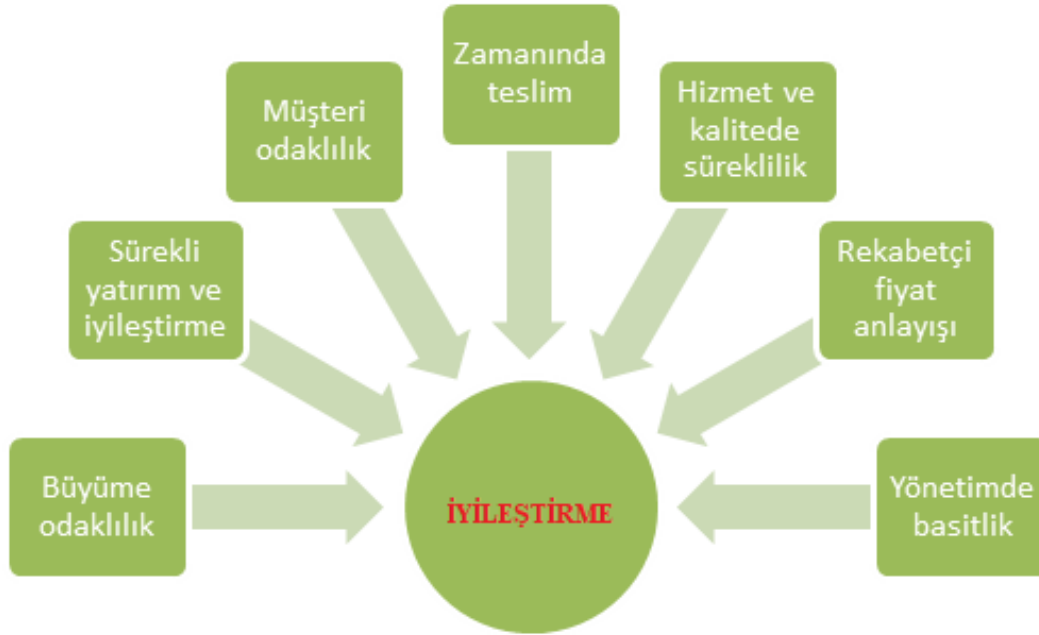 Zamanında
teslim
Müşteri
odaklılık
Hizmet ve
kalitede
süreklilik
Sürekli
yatırım ve
iyileştirme
Rekabetçi
fiyat
anlayışı
Büyüme
odaklılık
İYİLEŞTİRME
Yönetimde
basitlik